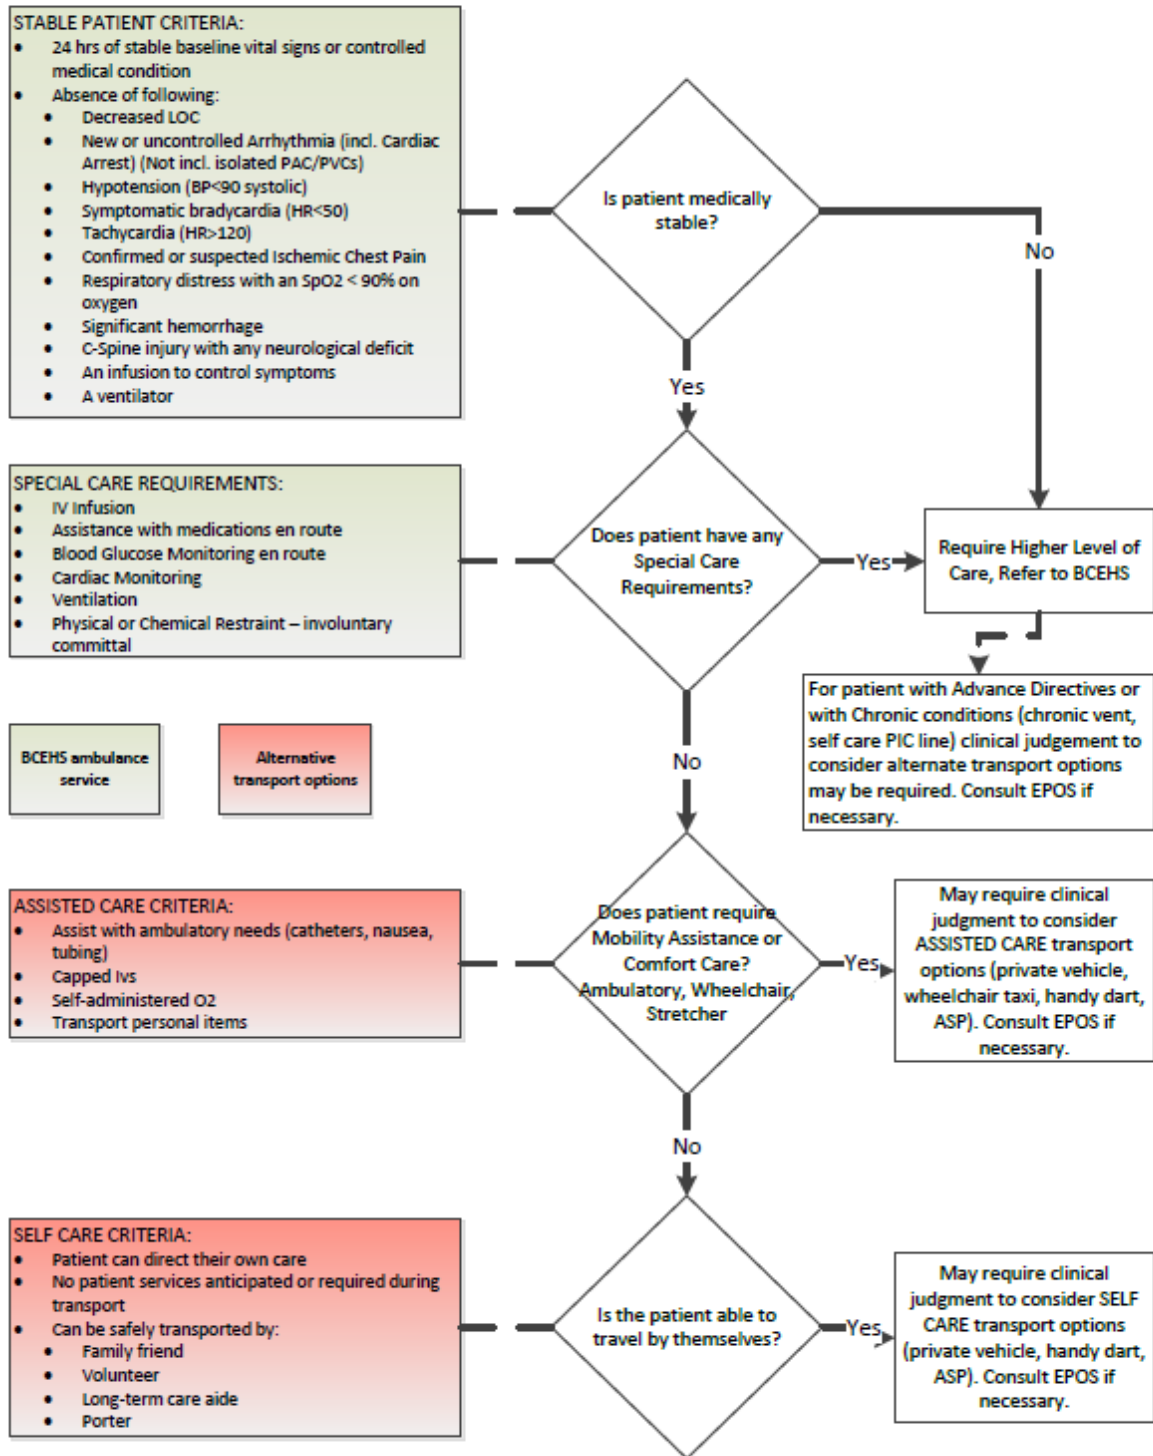 STABLE PATIENT CRITERIA:
• 24 hrs of stable baseline vital signs or controlled
medical condition
• Absence of following:
• Decreased LOC
• New or uncontrolled Arrhythmia (incl. Cardiac
Arrest) (Not incl. isolated PAC/PVCs)
• Hypotension (BP<90 systolic)
• Symptomatic bradycardia (HR<50)
• Tachycardia (HR>120)
• Confirmed or suspected Ischemic Chest Pain
• Respiratory distress with an SpO2 < 90% on
oxygen
• Significant hemorrhage
• C-Spine injury with any neurological deficit
• An infusion to control symptoms
• A ventilator
Is patient medically
stable?
No
Yes
SPECIAL CARE REQUIREMENTS:
• IV Infusion
• Assistance with medications en route
• Blood Glucose Monitoring en route
• Cardiac Monitoring
• Ventilation
• Physical or Chemical Restraint – involuntary
committal
Does patient have any
Special Care
Requirements?
Yes
Require Higher Level of
Care, Refer to BCEHS
For patient with Advance Directives or
with Chronic conditions (chronic vent,
self care PIC line) clinical judgement to
consider alternate transport options
may be required. Consult EPOS if
necessary.
No
BCEHS ambulance
service
Alternative
transport options
ASSISTED CARE CRITERIA:
• Assist with ambulatory needs (catheters, nausea,
tubing)
• Capped Ivs
• Self-administered O2
• Transport personal items
Does patient require
Mobility Assistance or
Comfort Care?
Ambulatory, Wheelchair,
Stretcher
Yes
May require clinical
judgment to consider
ASSISTED CARE transport
options (private vehicle,
wheelchair taxi, handy dart,
ASP). Consult EPOS if
necessary.
No
SELF CARE CRITERIA:
• Patient can direct their own care
• No patient services anticipated or required during
transport
• Can be safely transported by:
• Family friend
• Volunteer
• Long-term care aide
• Porter
Is the patient able to
travel by themselves?
Yes
May require clinical
judgment to consider SELF
CARE transport options
(private vehicle, handy dart,
ASP). Consult EPOS if
necessary.